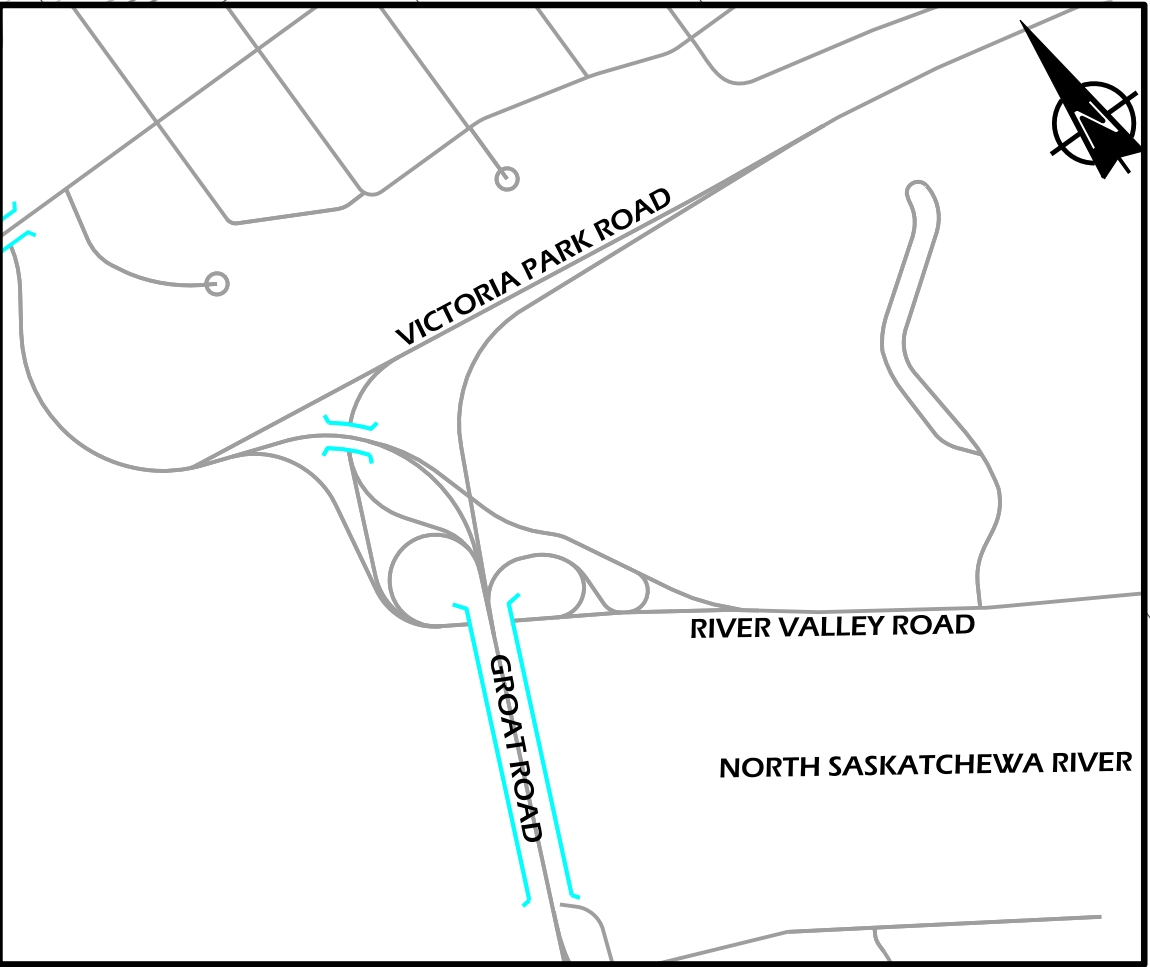 N
VICTORIA PARK ROAD
RIVER VALLEY ROAD
GROAT ROAD
NORTH SASKATCHEWA RIVER